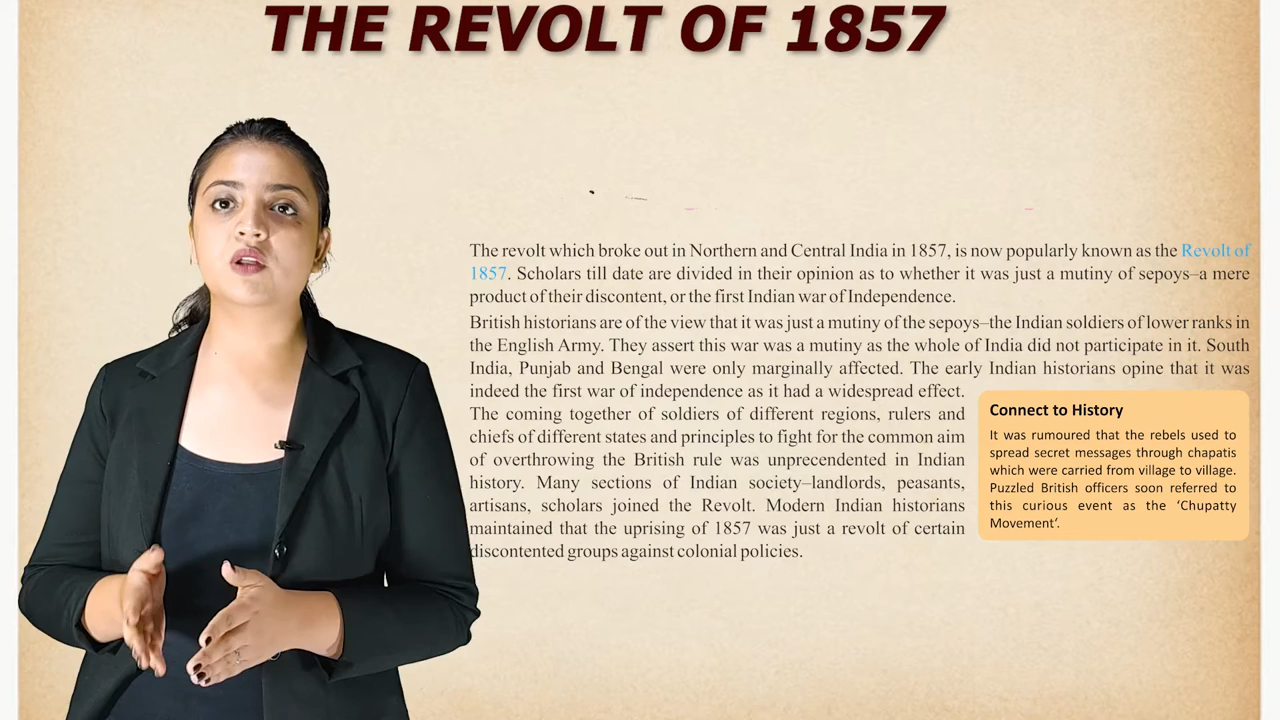 THE REVOLT OF 1857
The revolt which broke out in Northern and Central India in 1857, is now popularly known as the Revolt of
1857. Scholars till date are divided in their opinion as to whether it was just a mutiny of sepoys–a mere
product of their discontent, or the first Indian war of Independence.
British historians are of the view that it was just a mutiny of the sepoys–the Indian soldiers of lower ranks in
the English Army. They assert this war was a mutiny as the whole of India did not participate in it. South
India, Punjab and Bengal were only marginally affected. The early Indian historians opine that it was
indeed the first war of independence as it had a widespread effect.
The coming together of soldiers of different regions, rulers and
chiefs of different states and principles to fight for the common aim
of overthrowing the British rule was unprecendented in Indian
history. Many sections of Indian society–landlords, peasants,
artisans, scholars joined the Revolt. Modern Indian historians
maintained that the uprising of 1857 was just a revolt of certain
discontented groups against colonial policies.
Connect to History
It was rumoured that the rebels used to
spread secret messages through chapatis
which were carried from village to village.
Puzzled British officers soon referred to
this curious event as the ‘Chupatty
Movement’.